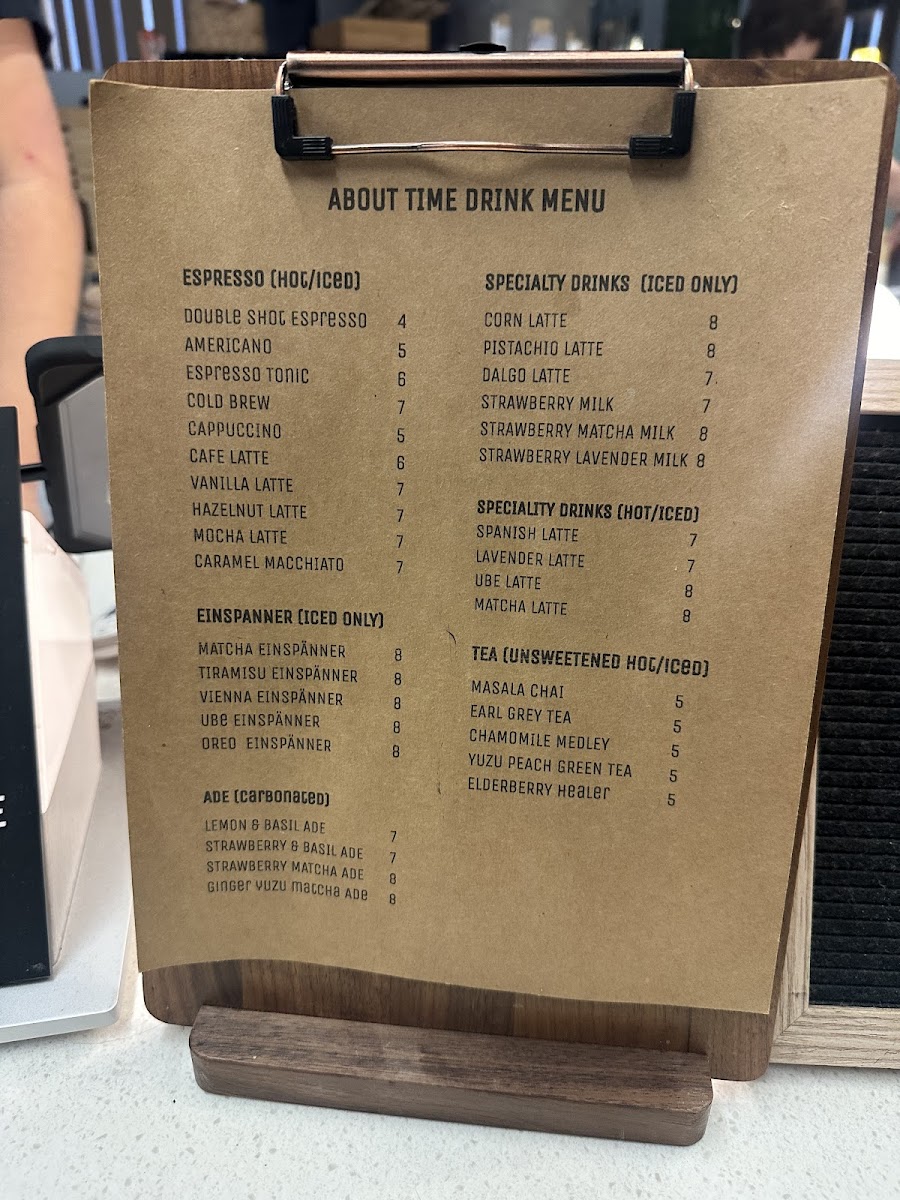 ABOUT TIME DRINK MENU
ESPRESSO (HOT/ICED)
DOUBLE SHOT ESPRESSO 4
AMERICANO 5
ESPRESSO TONIC 6
COLD BREW 7
CAPPUCCINO 5
CAFE LATTE 6
VANILLA LATTE 7
HAZELNUT LATTE 7
MOCHA LATTE 7
CARAMEL MACCHIATO 7
EINSPANNER (ICED ONLY)
MATCHA EINSPÄNNER 8
TIRAMISU EINSPÄNNER 8
VIENNA EINSPÄNNER 8
UBE EINSPÄNNER 8
OREO EINSPÄNNER 8
ADE (CARBONATED)
LEMON & BASIL ADE 7
STRAWBERRY & BASIL ADE 7
STRAWBERRY MATCHA ADE 8
GINGER YUZU MATCHA ADE 8
SPECIALTY DRINKS (ICED ONLY)
CORN LATTE 8
PISTACHIO LATTE 8
DALGO LATTE 7
STRAWBERRY MILK 7
STRAWBERRY MATCHA MILK 8
STRAWBERRY LAVENDER MILK 8
SPECIALITY DRINKS (HOT/ICED)
SPANISH LATTE 7
LAVENDER LATTE 7
UBE LATTE 8
MATCHA LATTE 8
TEA (UNSWEETENED HOT/ICED)
MASALA CHAI 5
EARL GREY TEA 5
CHAMOMILE MEDLEY 5
YUZU PEACH GREEN TEA 5
ELDERBERRY HEALER 5